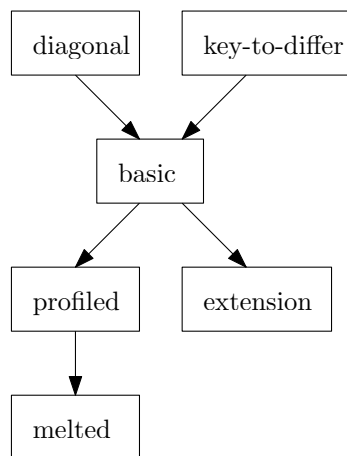 diagonal
key-to-differ
basic
profiled
extension
melted